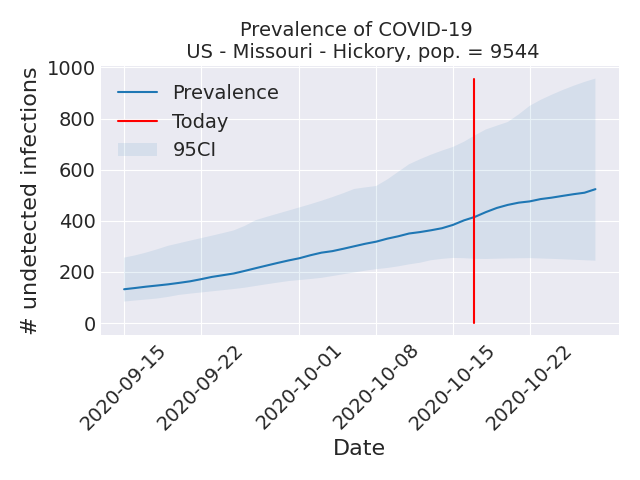 Prevalence of COVID-19
US - Missouri - Hickory, pop. = 9544
# undetected infections
1000
800
600
400
200
0
Prevalence
Today
95CI
2020-09-15
2020-09-22
2020-10-01
2020-10-08
2020-10-15
2020-10-22
Date